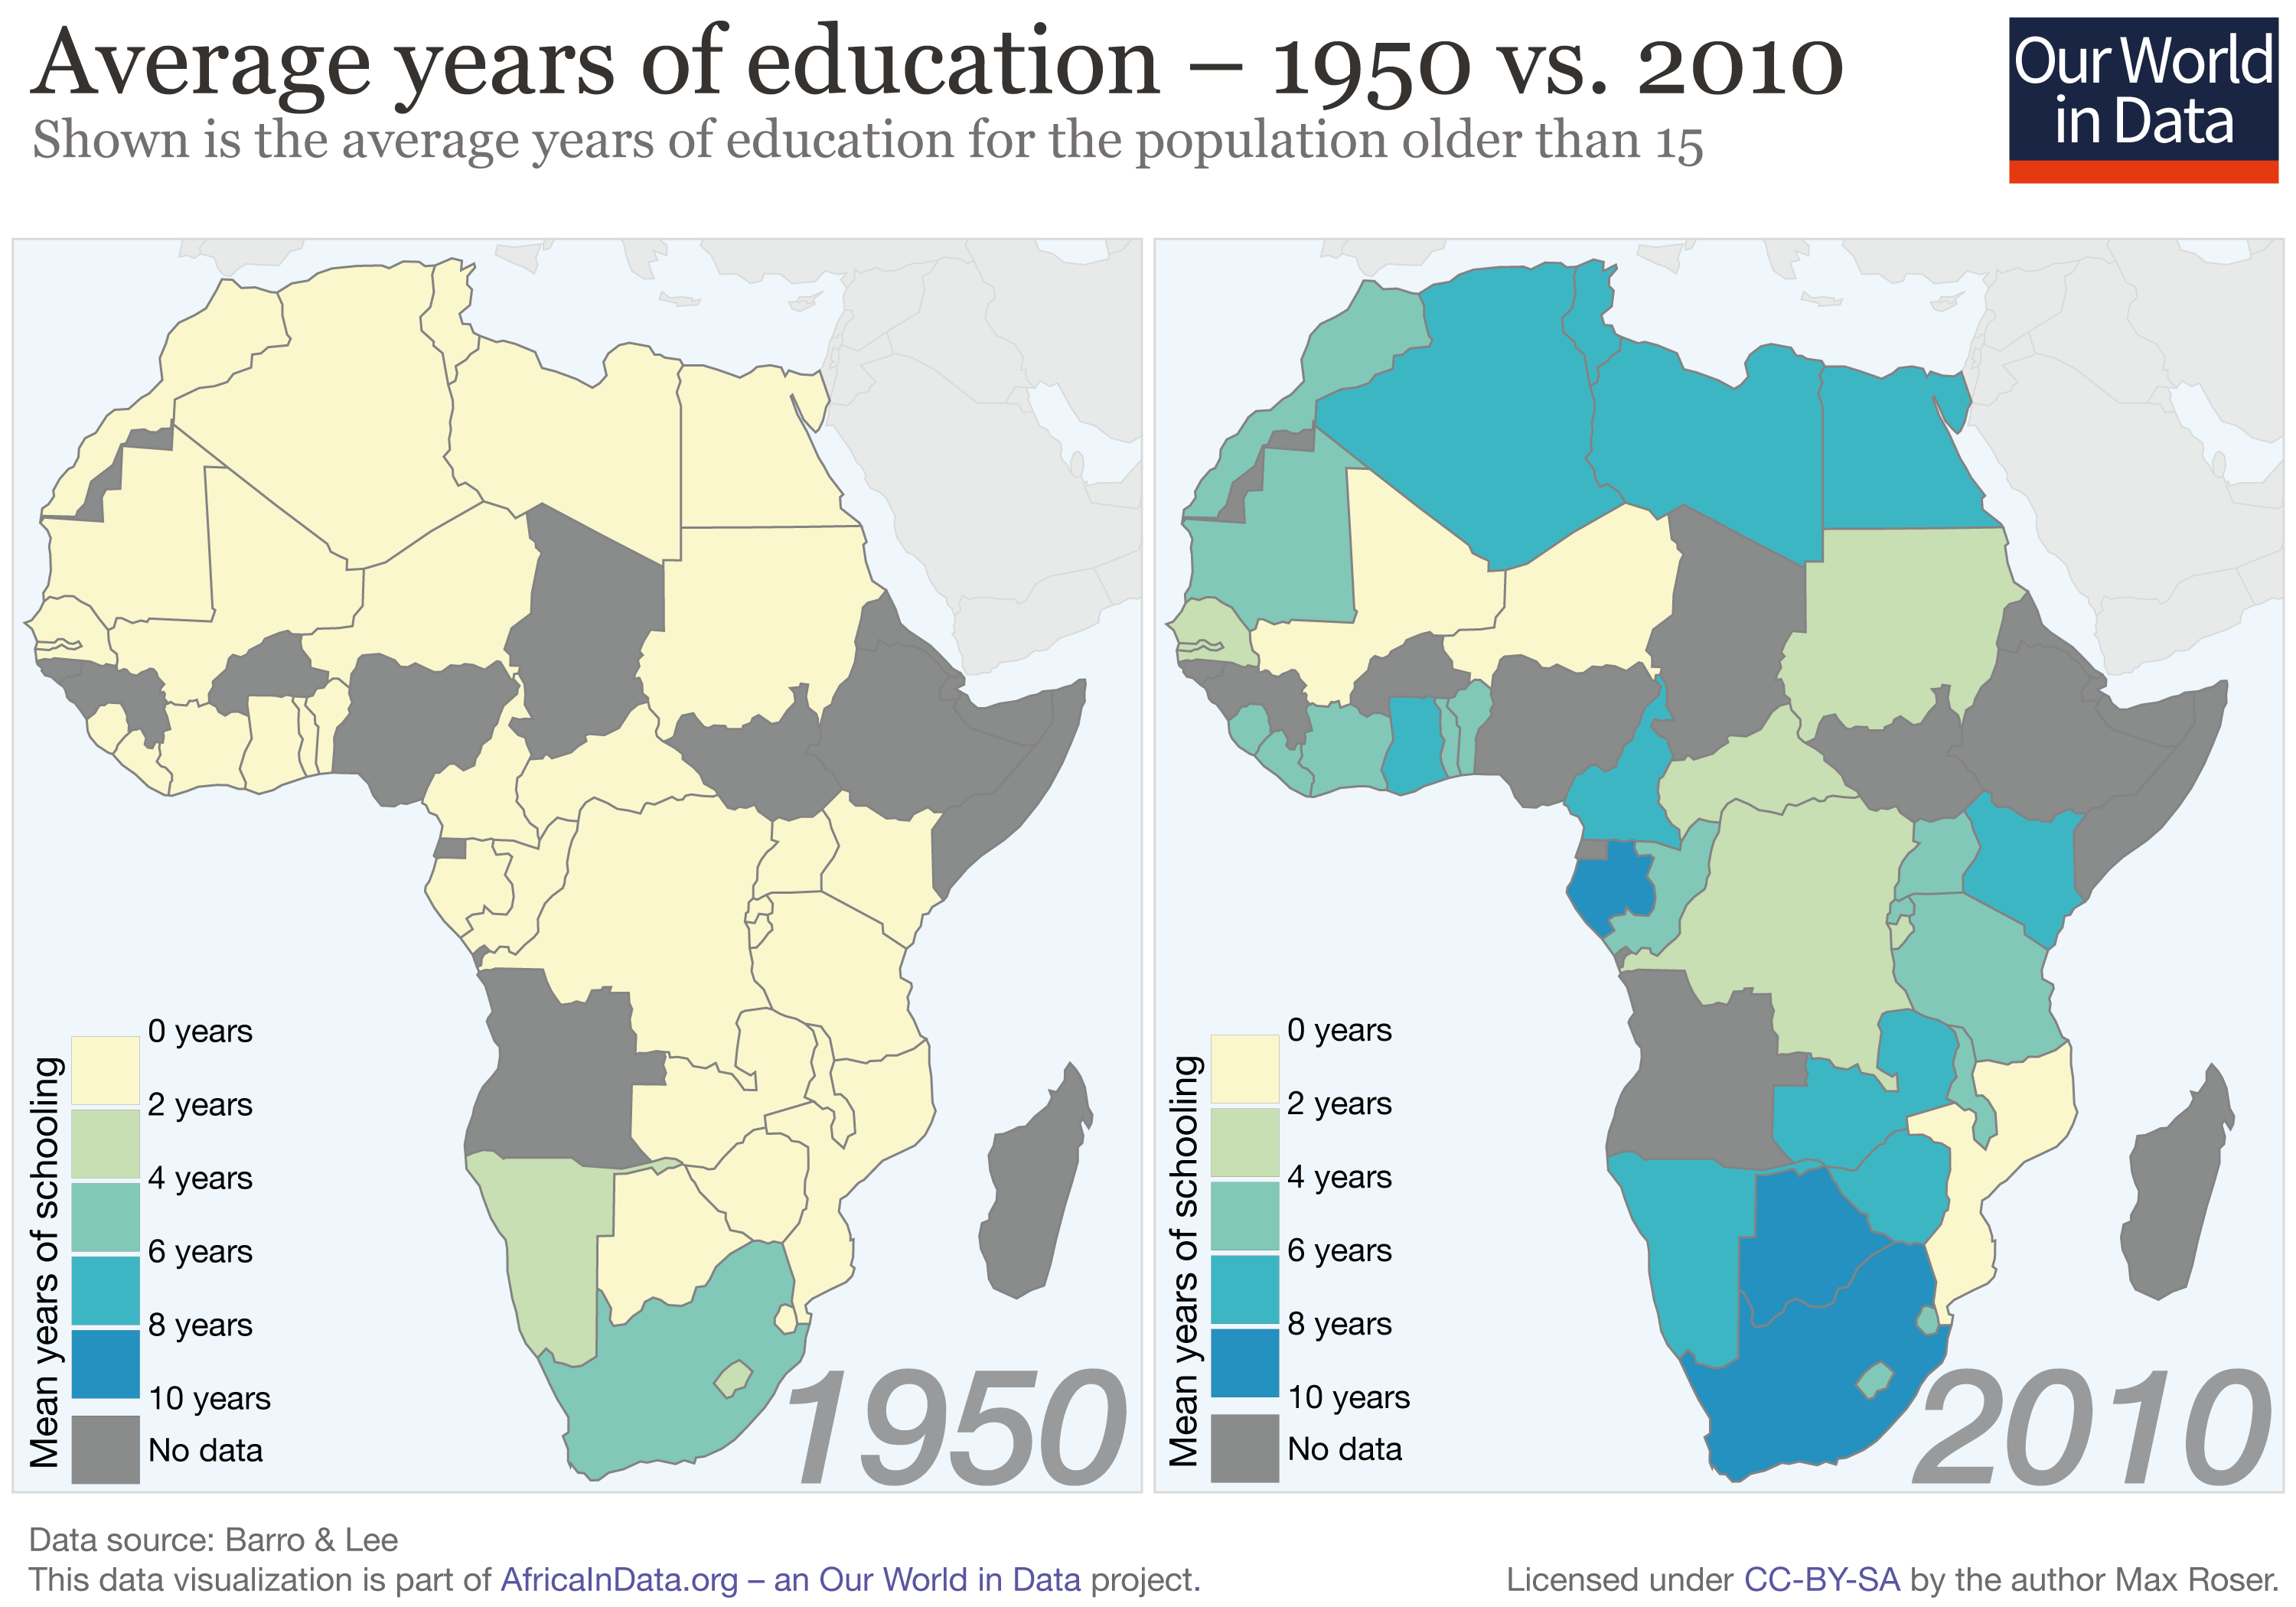 Average years of education – 1950 vs. 2010
Shown is the average years of education for the population older than 15
Our World
in Data
Mean years of schooling
0 years
2 years
4 years
6 years
8 years
10 years
No data
1950
Mean years of schooling
0 years
2 years
4 years
6 years
8 years
10 years
No data
2010
Data source: Barro & Lee
This data visualization is part of AfricaInData.org – an Our World in Data project.
Licensed under CC-BY-SA by the author Max Roser.